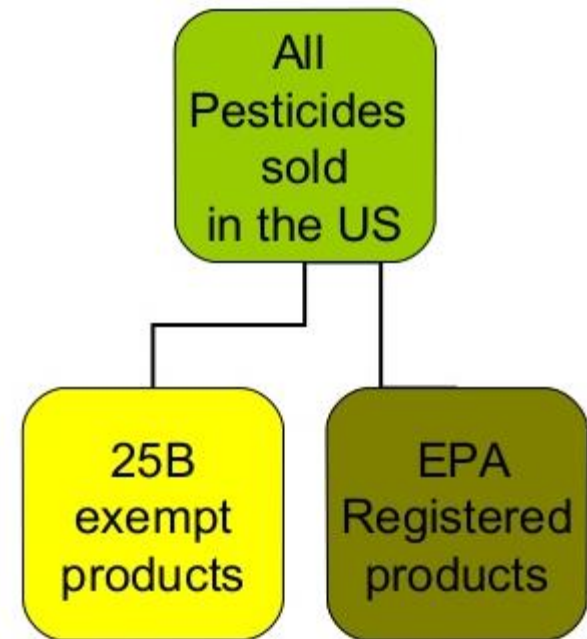 All
Pesticides
sold
in the US
25B
exempt
products
EPA
Registered
products